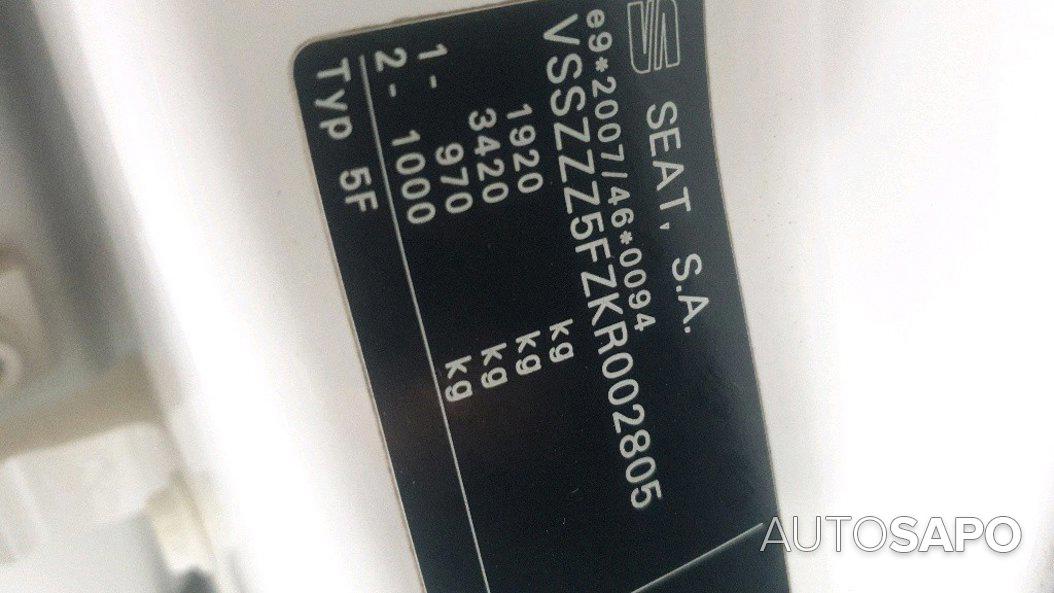 SEAT, S.A.
e9*2007/46*0094
VSSZZZ5FZKR002805
1920 kg
3420 kg
1 - 970 kg
2 - 1000 kg
Typ 5F
AUTOSAPO